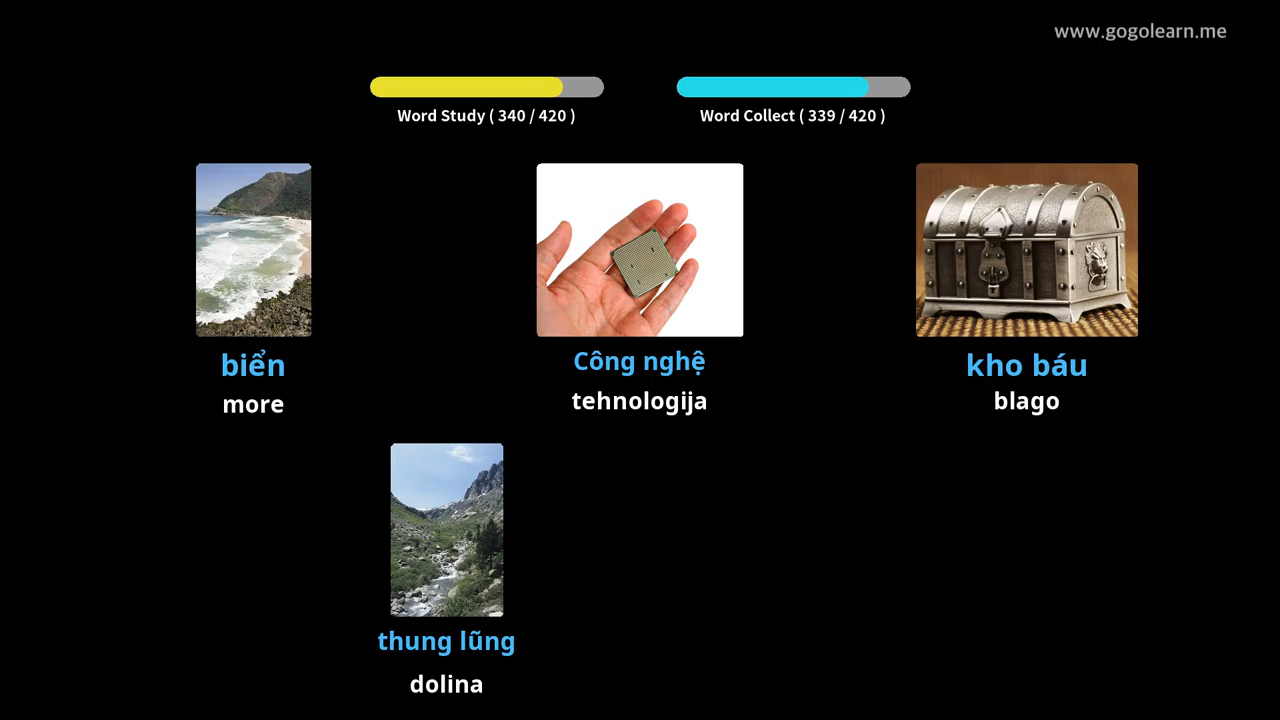 www.gogolearn.me
Word Study ( 340 / 420 )
Word Collect ( 339 / 420 )
biển
more
Công nghệ
tehnologija
kho báu
blago
thung lũng
dolina